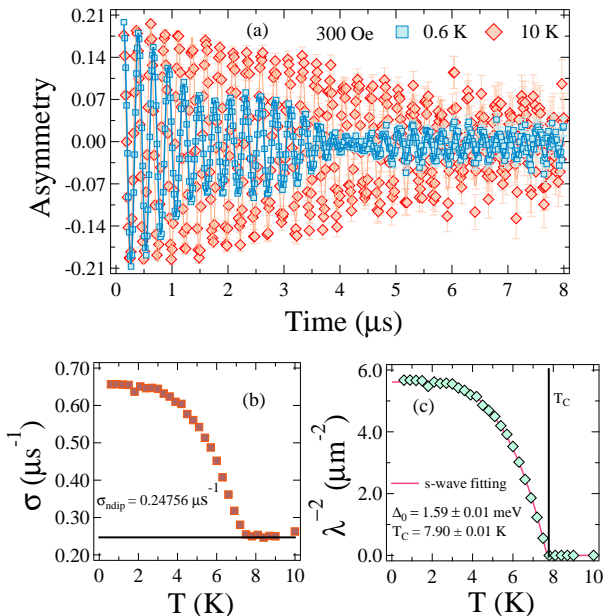 (a) 300 Oe 0.6 K 10 K
Asymmetry
0.21
0.14
0.07
0.00
-0.07
-0.14
-0.21
0 1 2 3 4 5 6 7 8
Time (μs)
(b)
σ (μs⁻¹)
0.70
0.60
0.50
0.40
0.30
0.20
σndip = 0.24756 μs⁻¹
0 2 4 6 8 10
T (K)
(c)
λ⁻² (μm⁻²)
6.0
4.0
2.0
0.0
TC
s-wave fitting
Δ0 = 1.59 ± 0.01 meV
TC = 7.90 ± 0.01 K
0 2 4 6 8 10
T (K)